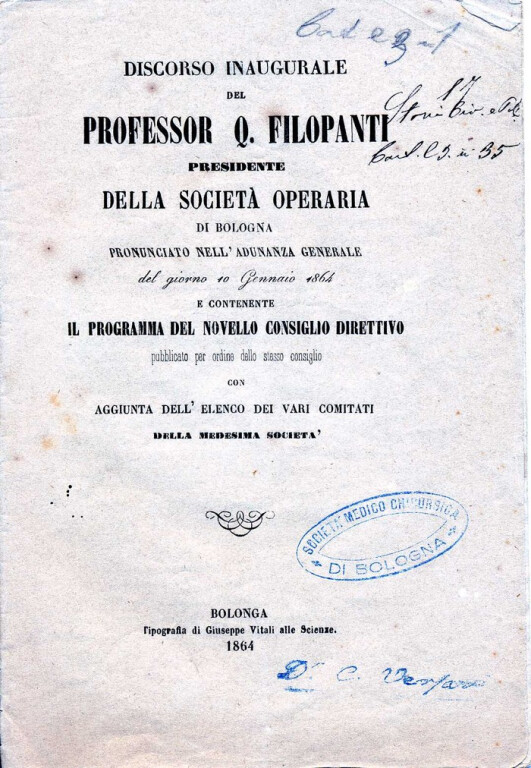 DISCORSO INAUGURALE
DEL
PROFESSOR Q. FILOPANTI
PRESIDENTE
DELLA SOCIETÀ OPERARIA
DI BOLOGNA
PRONUNCIATO NELL' ADUNANZA GENERALE
del giorno 10 Gennaio 1864
E CONTENENTE
IL PROGRAMMA DEL NOVELLO CONSIGLIO DIRETTIVO
pubblicato per ordine dello stesso consiglio
CON
AGGIUNTA DELL' ELENCO DEI VARI COMITATI
DELLA MEDESIMA SOCIETA'
SOCIETÀ MEDICO CHIRURGICA
DI BOLOGNA
BOLONGA
Tipografia di Giuseppe Vitali alle Scienze.
1864